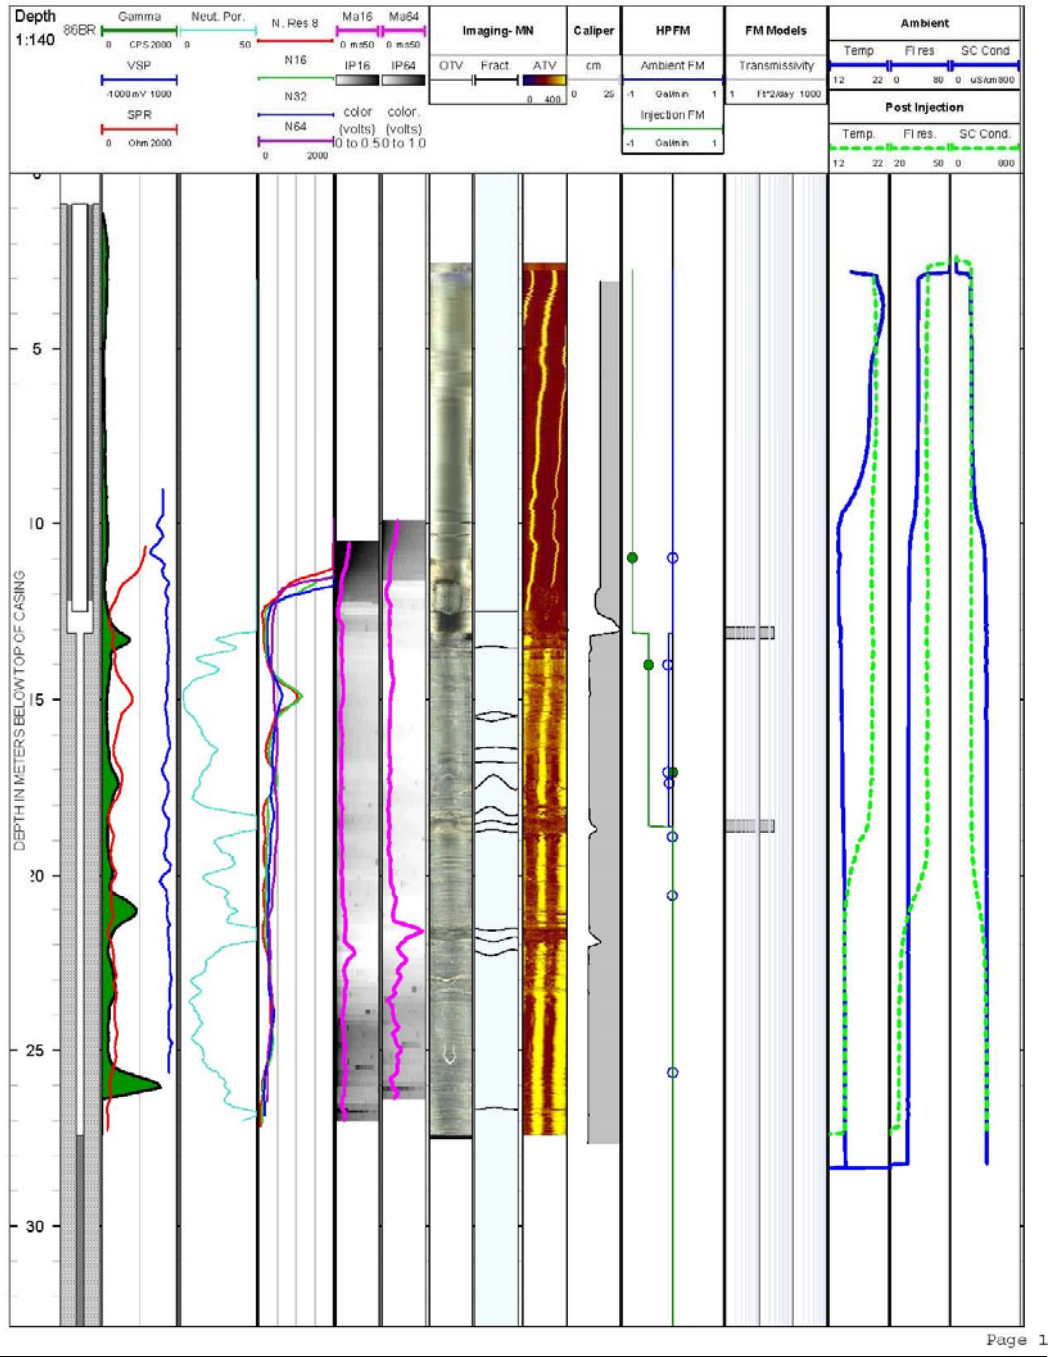 Depth
1:140
86BR
Gamma
0 CPS 2000
VSP
-1000 mV 1000
SPR
0 Ohm 2000
Neut. Por.
0 50
N. Res 8
N16
N32
N64
0 2000
Ma16
0 ms 50
IP16
color
(volts)
0 to 0.5
Ma64
0 ms 50
IP64
color.
(volts)
0 to 1.0
Imaging- MN
OTV
Fract.
ATV
0 400
Caliper
cm
0 25
HPFM
Ambient FM
-1 Gal/min 1
Injection FM
-1 Gal/min 1
FM Models
Transmissivity
1 Ft^2/day 1000
Ambient
Temp
12 22
Fl res
0 80
SC Cond
0 uS/cm 800
Post Injection
Temp.
12 22
Fl res.
20 50
SC Cond.
0 800
DEPTH IN METERS BELOW TOP OF CASING
0
5
10
15
20
25
30
Page 1